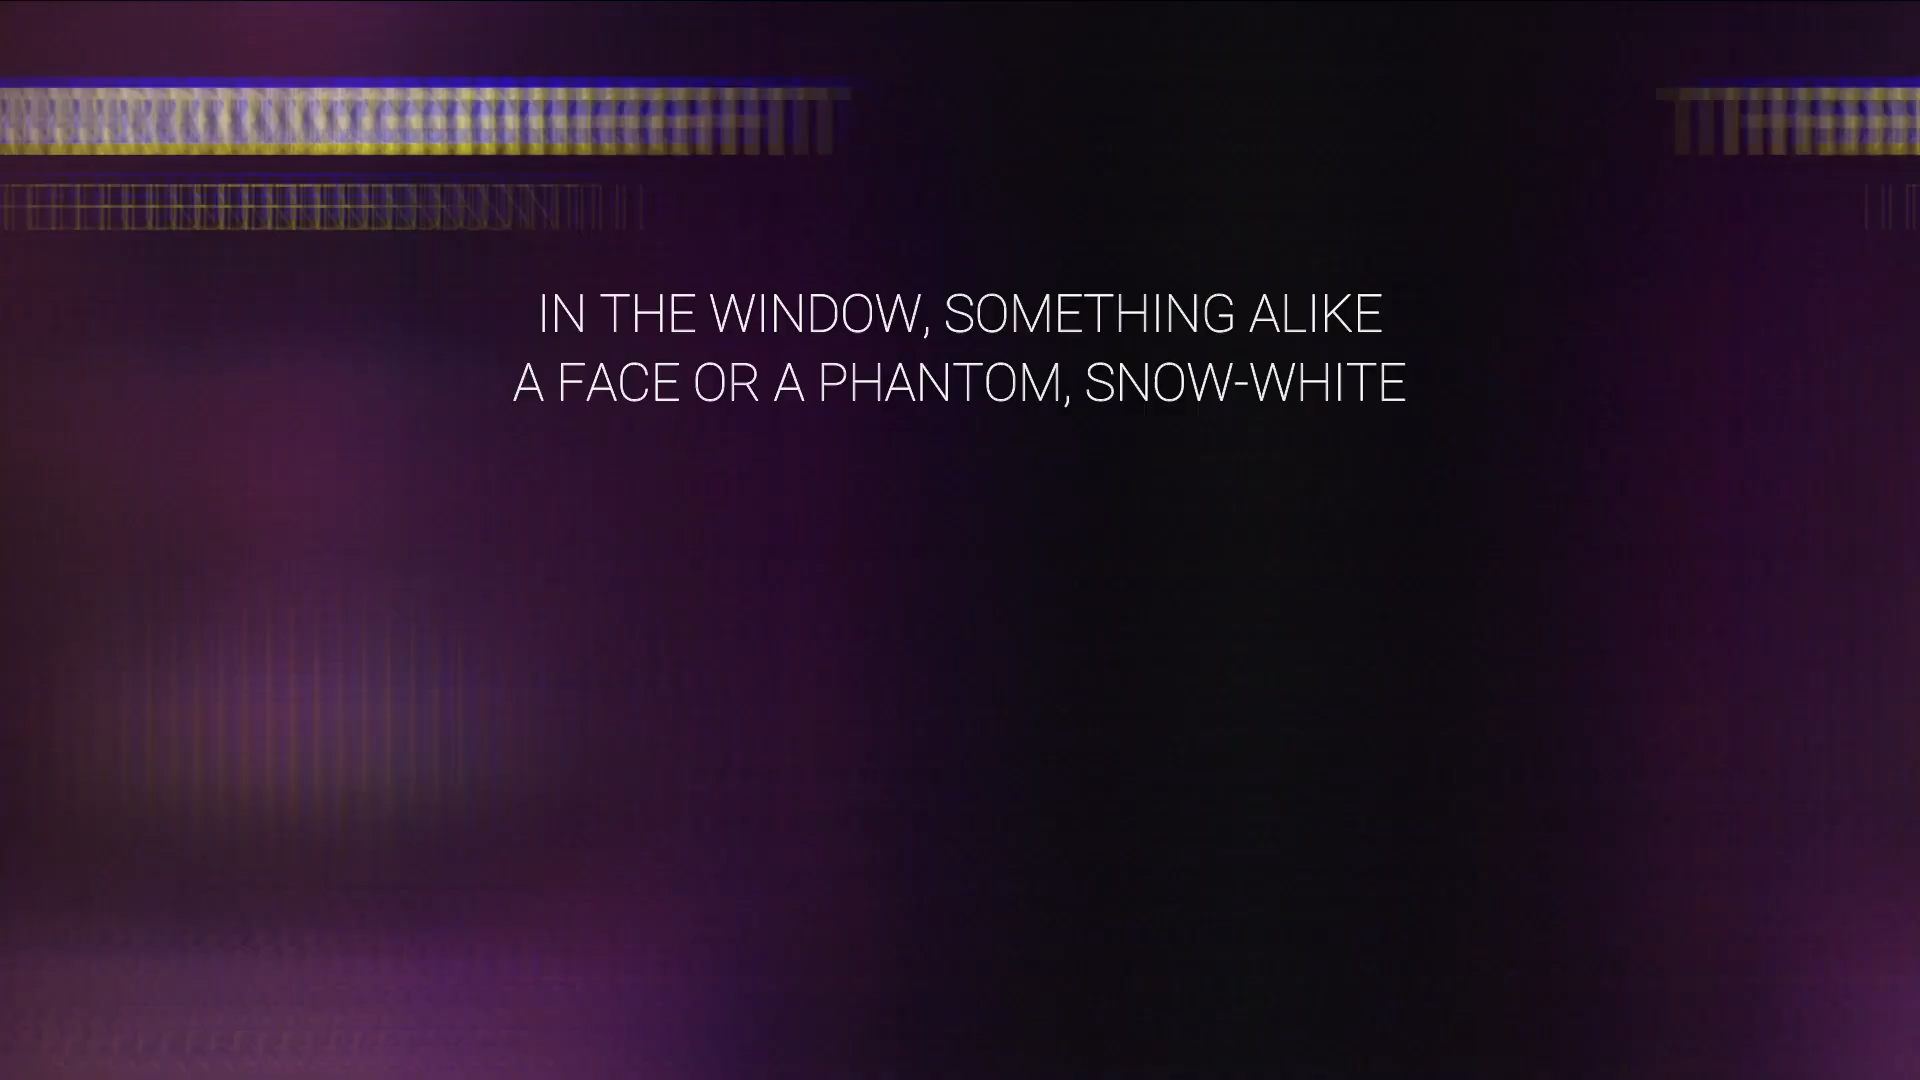 IN THE WINDOW, SOMETHING ALIKE
A FACE OR A PHANTOM, SNOW-WHITE